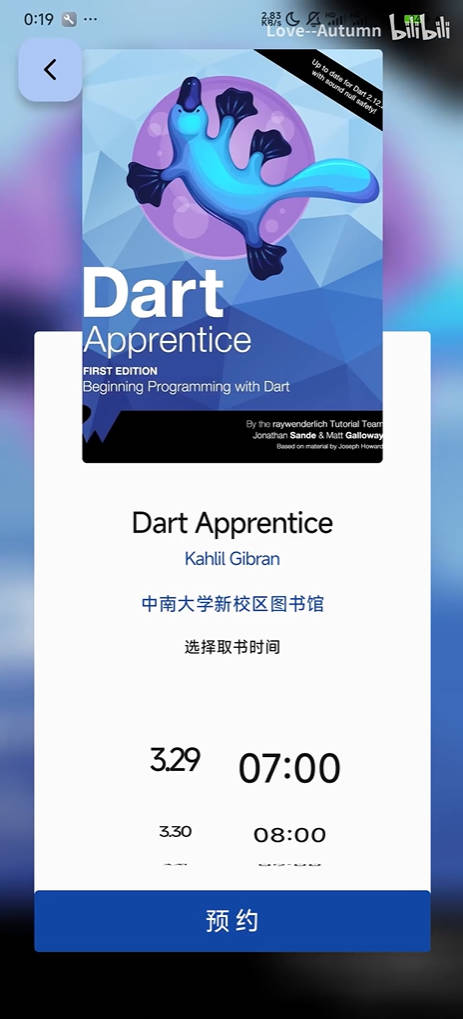 0:19
2.83
KB/s
Love--Autumn bilibili
Up to date for Dart 2.12,
with sound null safety!
Dart
Apprentice
FIRST EDITION
Beginning Programming with Dart
By the raywenderlich Tutorial Team
Jonathan Sande & Matt Galloway
Based on material by Joseph Howard
Dart Apprentice
Kahlil Gibran
中南大学新校区图书馆
选择取书时间
3.29 07:00
3.30 08:00
预约